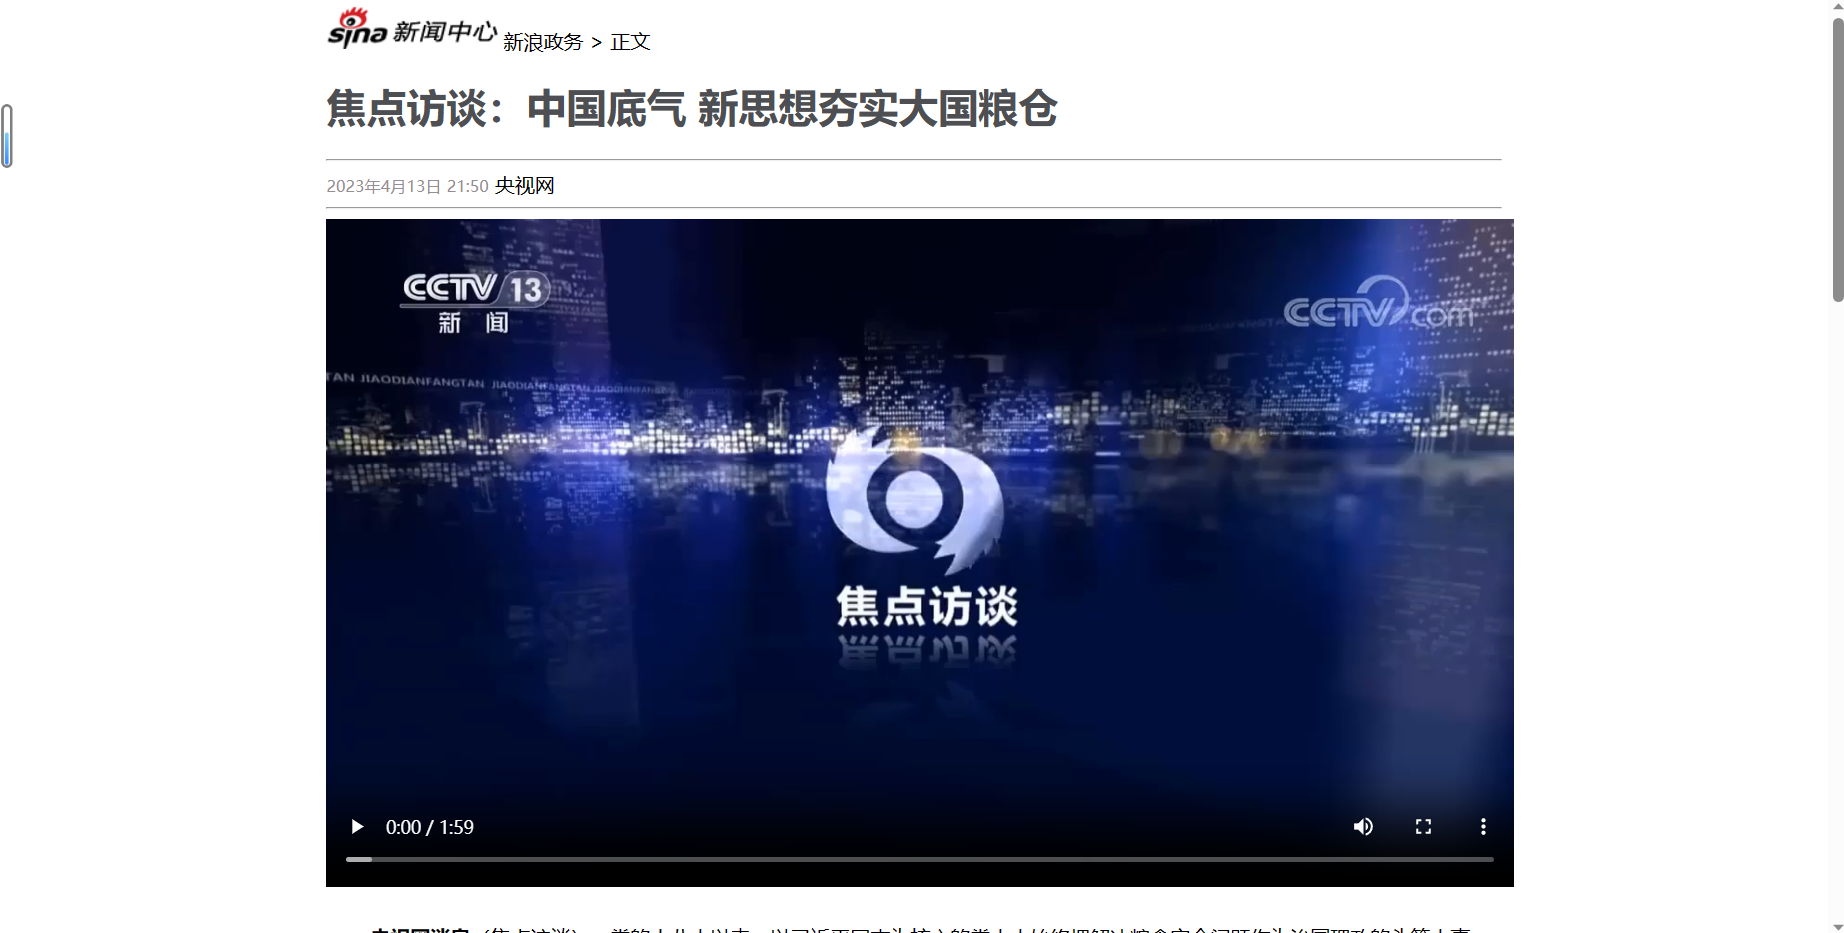 sina 新闻中心 新浪政务 > 正文
焦点访谈：中国底气 新思想夯实大国粮仓
2023年4月13日 21:50 央视网
CCTV 13
新闻
CCTV.com
TAN JIAODIANFANGTAN JIAODIANFANGTAN JIAODIANFANGTAN
焦点访谈
0:00 / 1:59